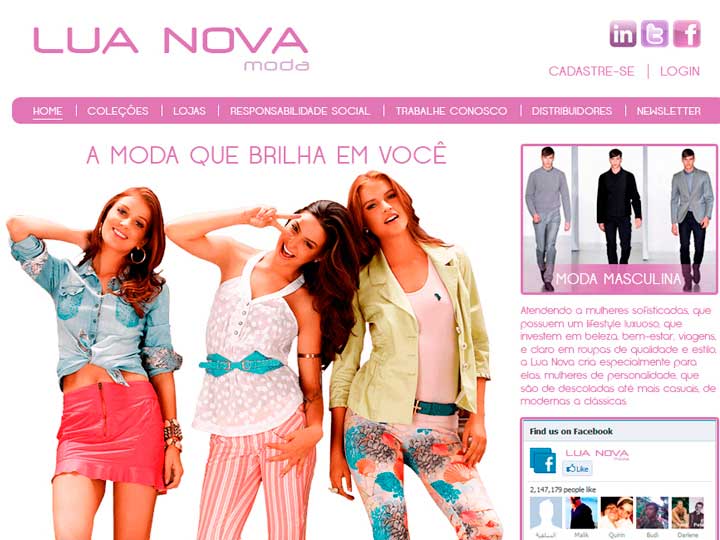 LUA NOVA
moda
CADASTRE-SE | LOGIN
HOME | COLEÇÕES | LOJAS | RESPONSABILIDADE SOCIAL | TRABALHE CONOSCO | DISTRIBUIDORES | NEWSLETTER
A MODA QUE BRILHA EM VOCÊ
MODA MASCULINA
Atendendo a mulheres sofisticadas, que
possuem um lifestyle luxuoso, que
investem em beleza, bem-estar, viagens,
e claro em roupas de qualidade e estilo,
a Lua Nova cria especialmente para
elas, mulheres de personalidade, que
são de descoladas até mais casuais, de
modernas a clássicas.
Find us on Facebook
LUA NOVA
moda
Like
2,147,179 people like
Malik Quirin Budi Darlene